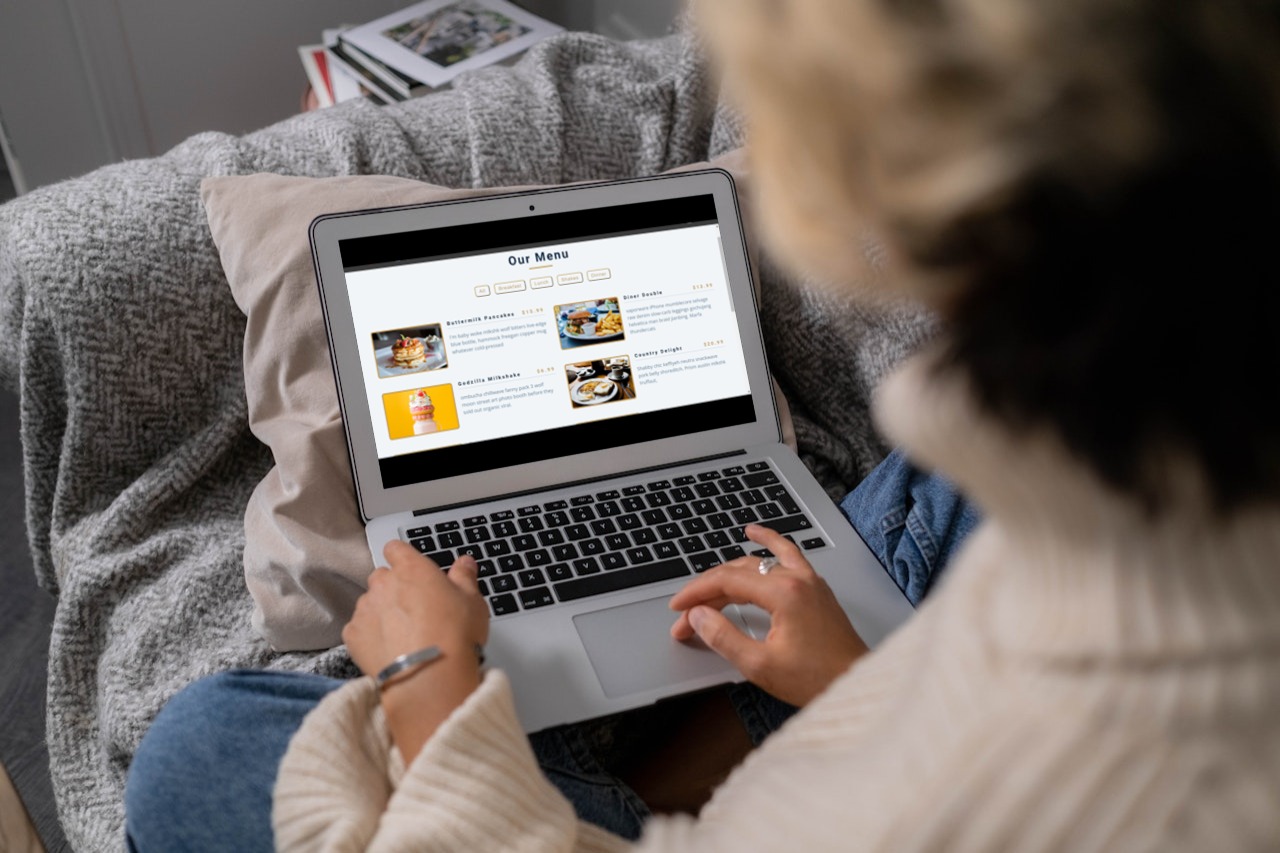 Our Menu
All Breakfast Lunch Shakes Dinner
Buttermilk Pancakes $15.99
I'm baby woke mlkshk wolf bitters live-edge
blue bottle, hammock freegan copper mug
whatever cold-pressed
Diner Double $13.99
vaporware iPhone mumblecore selvage
raw denim slow-carb leggings gochujang
helvetica man braid jianbing. Marfa
thundercats
Godzilla Milkshake $6.99
ombucha chillwave fanny pack 3 wolf
moon street art photo booth before they
sold out organic viral.
Country Delight $20.99
Shabby chic keffiyeh neutra snackwave
pork belly shoreditch. Prism austin mlkshk
truffaut,